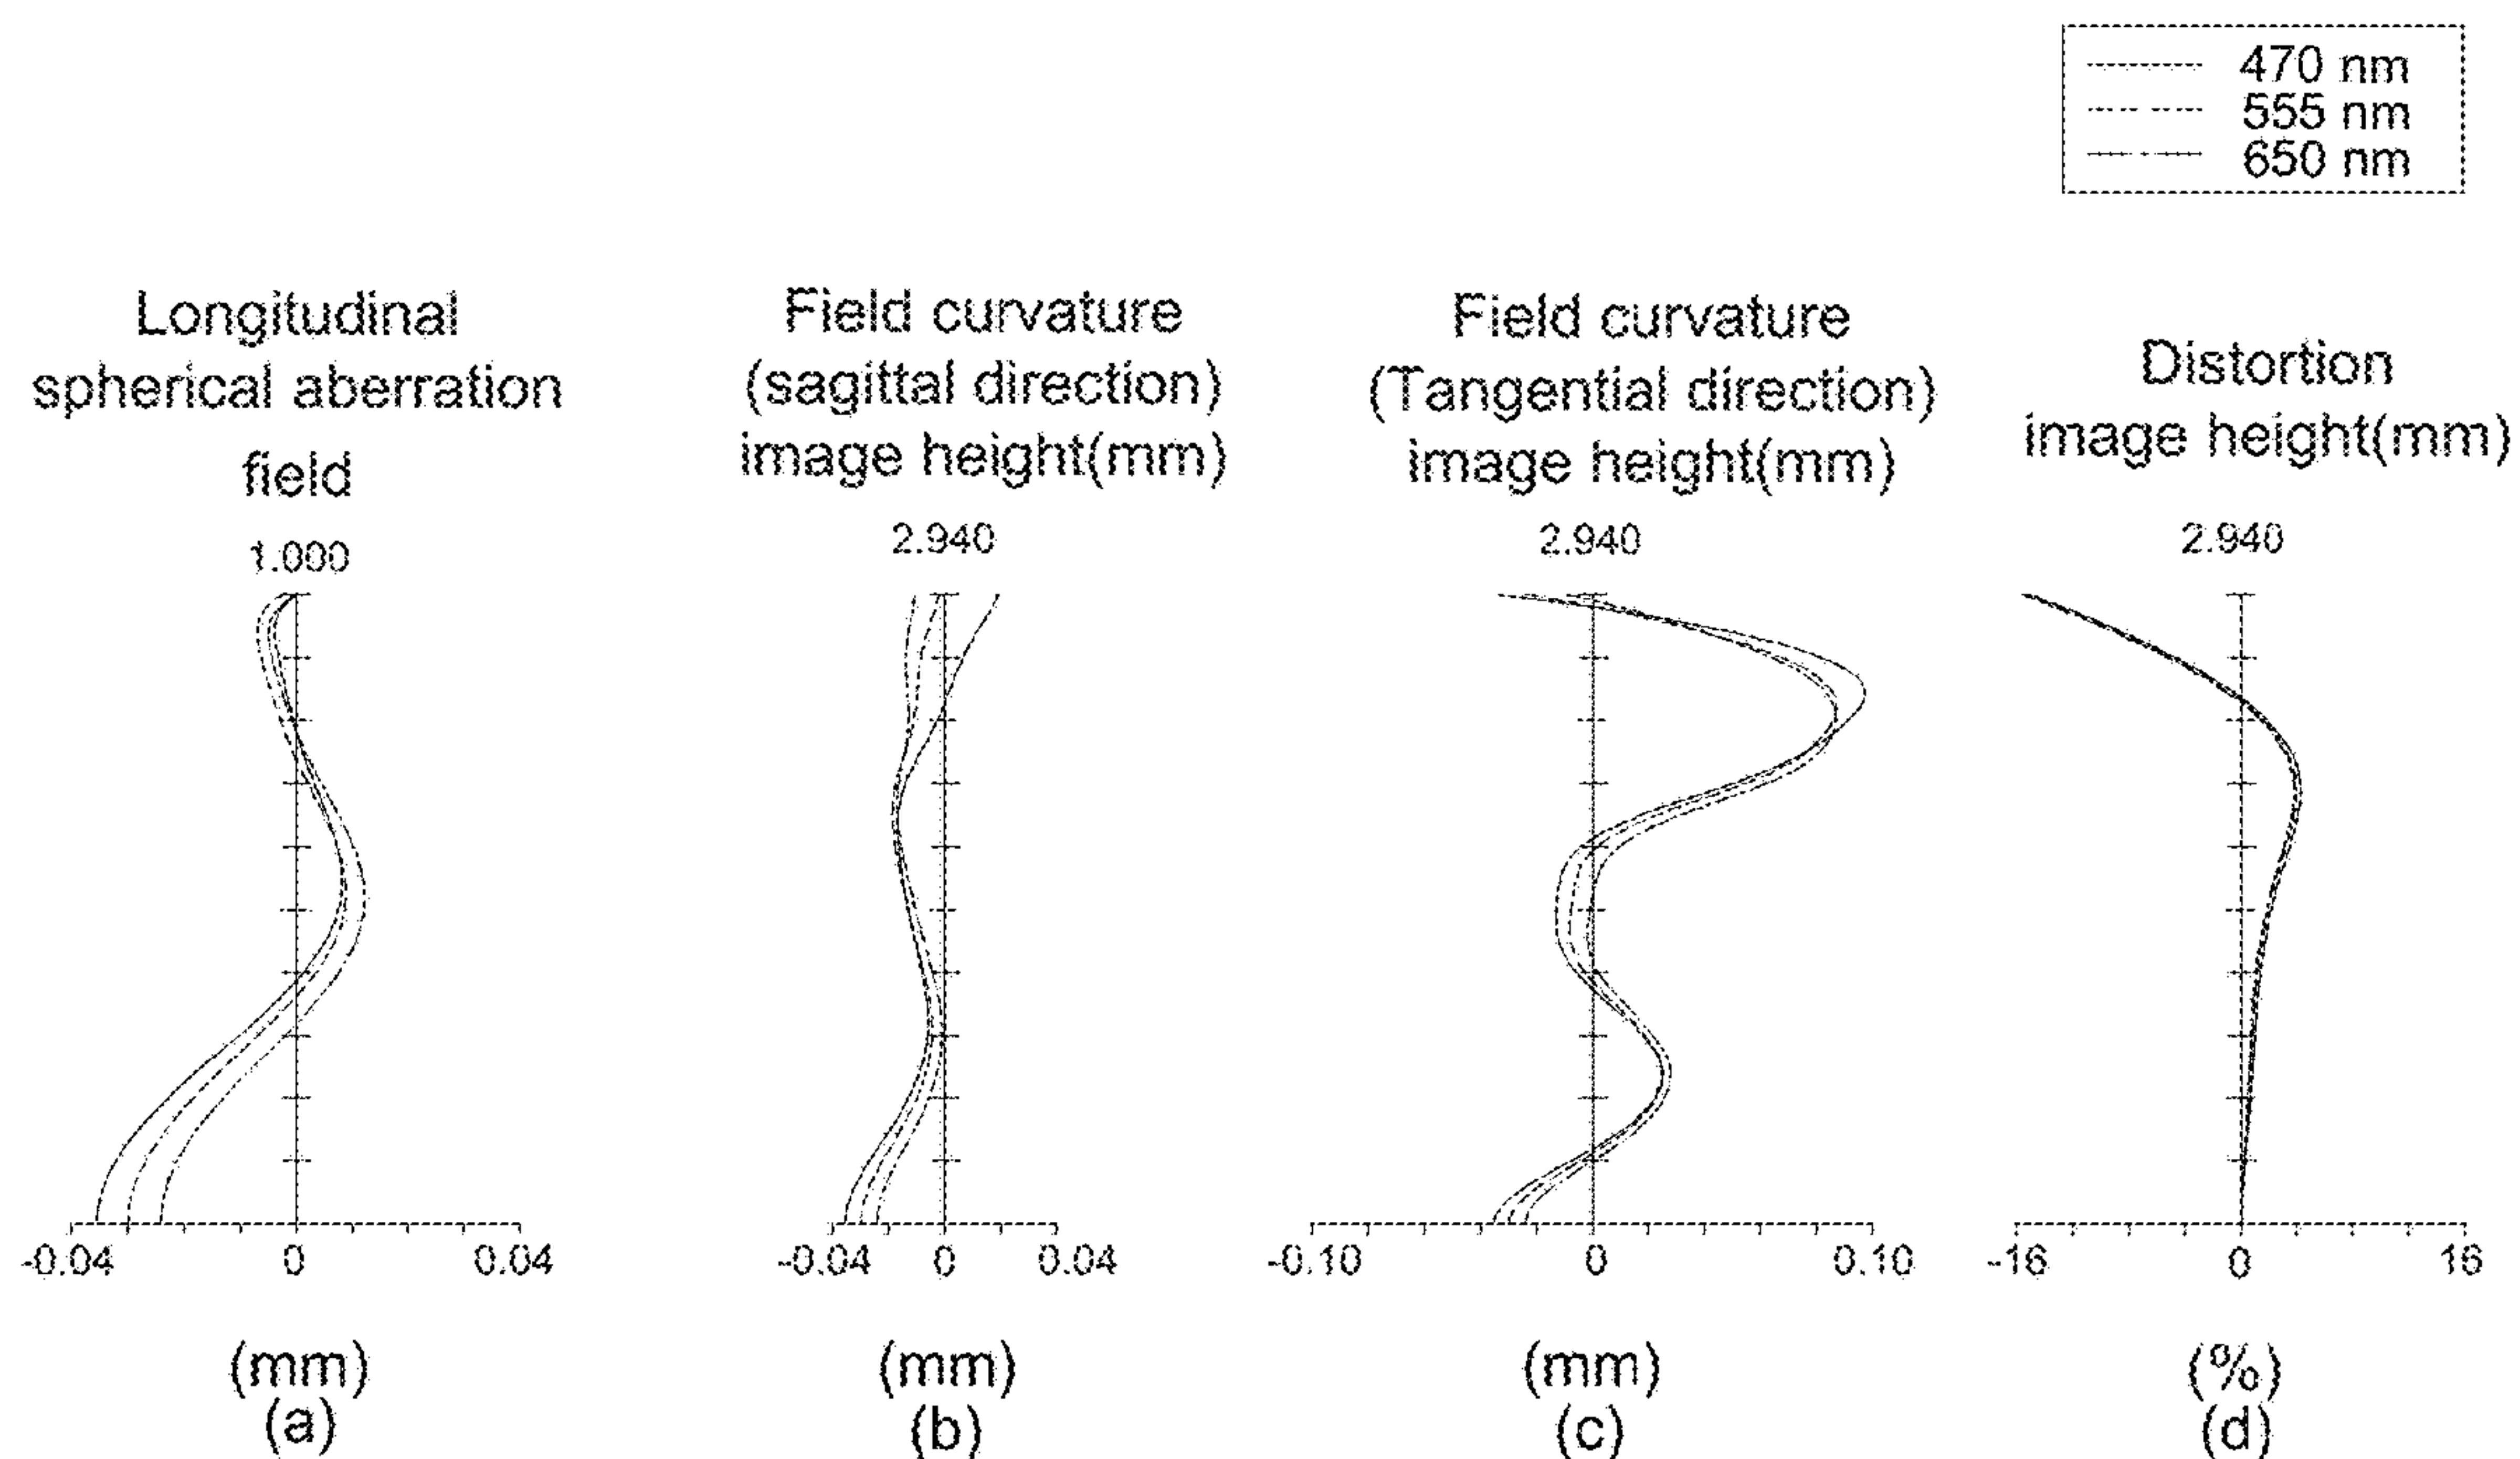 470 nm
555 nm
650 nm
Longitudinal
spherical aberration
field
1.000
-0.04 0 0.04
(mm)
(a)
Field curvature
(sagittal direction)
image height(mm)
2.940
-0.04 0 0.04
(mm)
(b)
Field curvature
(Tangential direction)
image height(mm)
2.940
-0.10 0 0.10
(mm)
(c)
Distortion
image height(mm)
2.940
-16 0 16
(%)
(d)